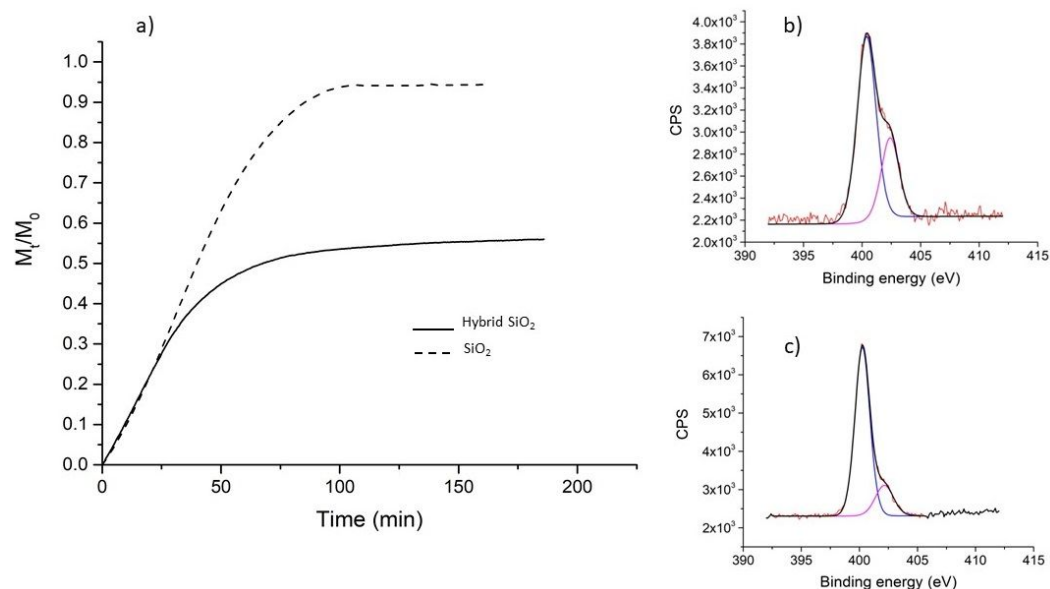 a)
1.0
0.9
0.8
0.7
0.6
0.5
0.4
0.3
0.2
0.1
0.0
Mt/M0
0 50 100 150 200
Time (min)
Hybrid SiO2
SiO2
b)
4.0x10³
3.8x10³
3.6x10³
3.4x10³
3.2x10³
3.0x10³
2.8x10³
2.6x10³
2.4x10³
2.2x10³
2.0x10³
CPS
390 395 400 405 410 415
Binding energy (eV)
c)
7x10³
6x10³
5x10³
4x10³
3x10³
2x10³
CPS
390 395 400 405 410 415
Binding energy (eV)